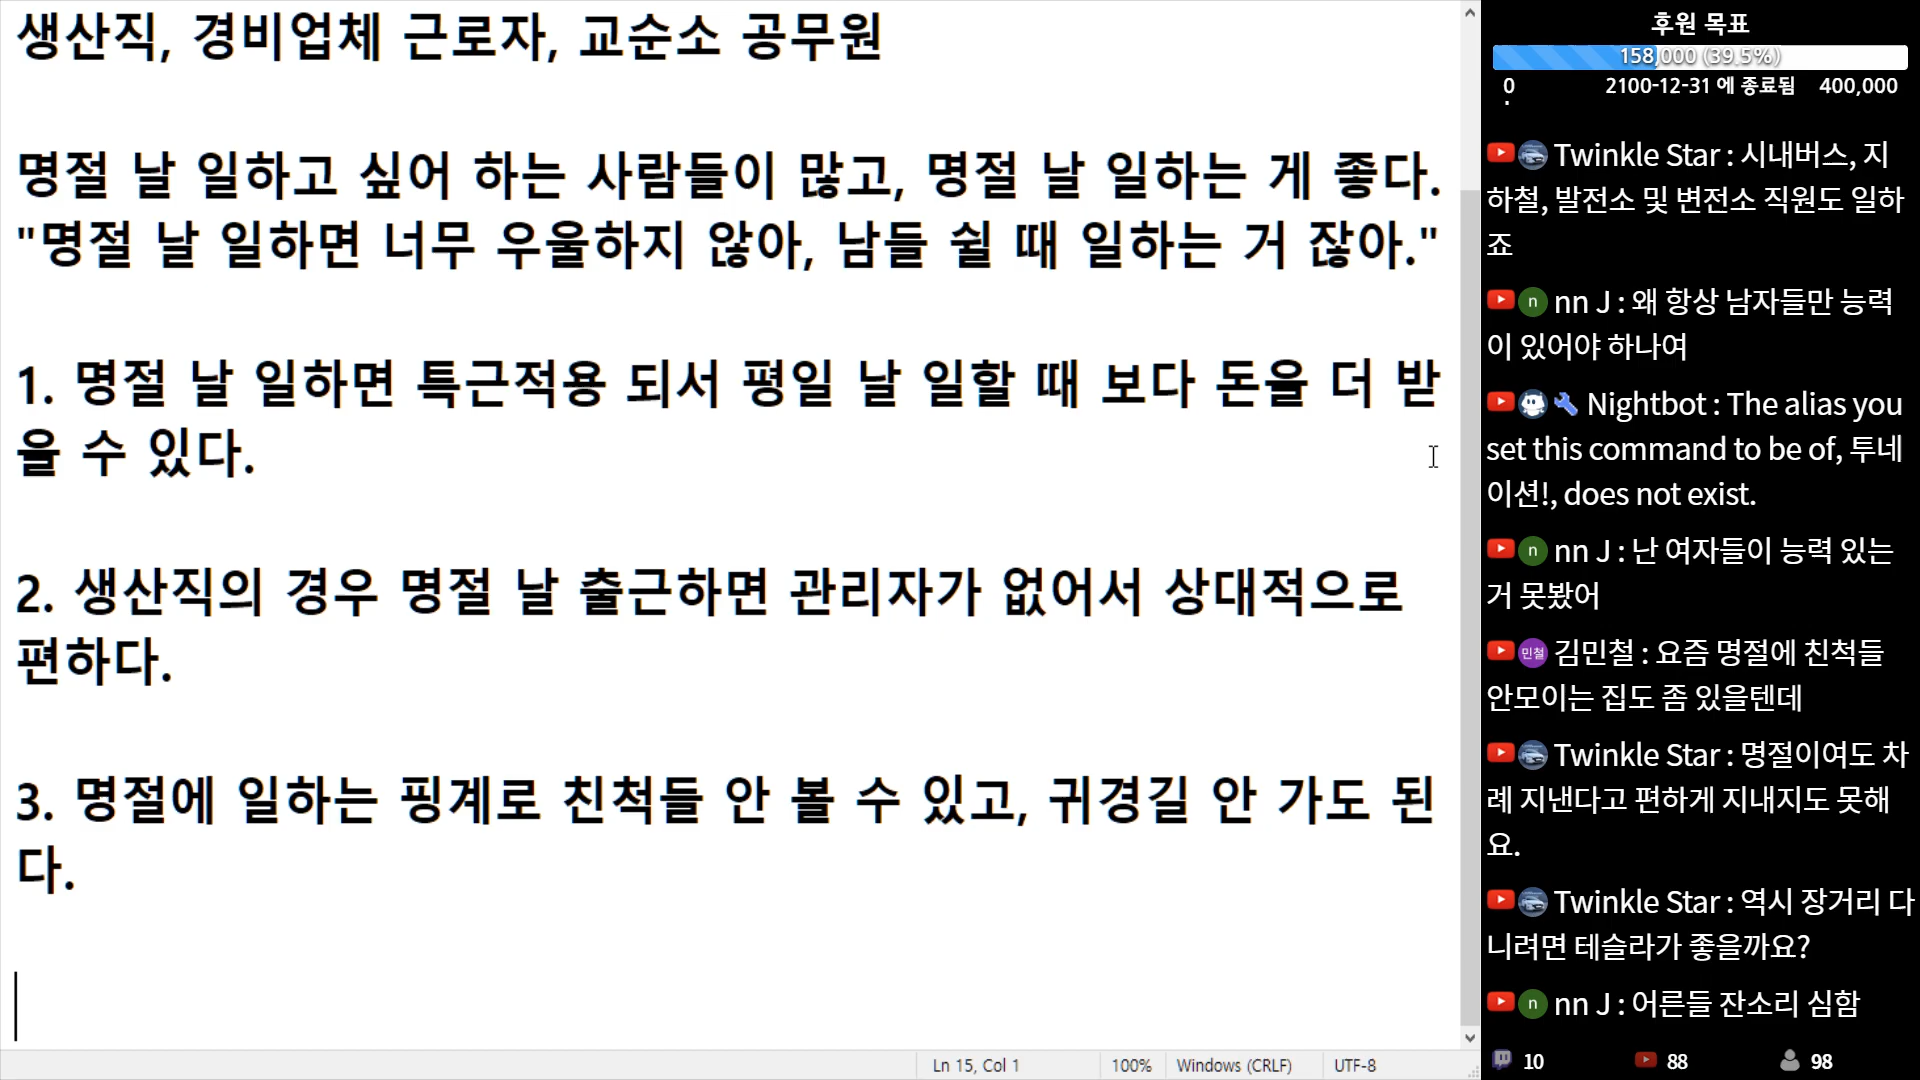 생산직, 경비업체 근로자, 교순소 공무원
명절 날 일하고 싶어 하는 사람들이 많고, 명절 날 일하는 게 좋다.
"명절 날 일하면 너무 우울하지 않아, 남들 쉴 때 일하는 거 잖아."
1. 명절 날 일하면 특근적용 되서 평일 날 일할 때 보다 돈을 더 받
을 수 있다.
2. 생산직의 경우 명절 날 출근하면 관리자가 없어서 상대적으로
편하다.
3. 명절에 일하는 핑계로 친척들 안 볼 수 있고, 귀경길 안 가도 된
다.
Ln 15, Col 1
100%
Windows (CRLF)
UTF-8
후원 목표
158,000 (39.5%)
0 2100-12-31 에 종료됨 400,000
Twinkle Star : 시내버스, 지
하철, 발전소 및 변전소 직원도 일하
죠
n nn J : 왜 항상 남자들만 능력
이 있어야 하나여
Nightbot : The alias you
set this command to be of, 투네
이션!, does not exist.
n nn J : 난 여자들이 능력 있는
거 못봤어
민철 김민철 : 요즘 명절에 친척들
안모이는 집도 좀 있을텐데
Twinkle Star : 명절이여도 차
례 지낸다고 편하게 지내지도 못해
요.
Twinkle Star : 역시 장거리 다
니려면 테슬라가 좋을까요?
n nn J : 어른들 잔소리 심함
10 88 98